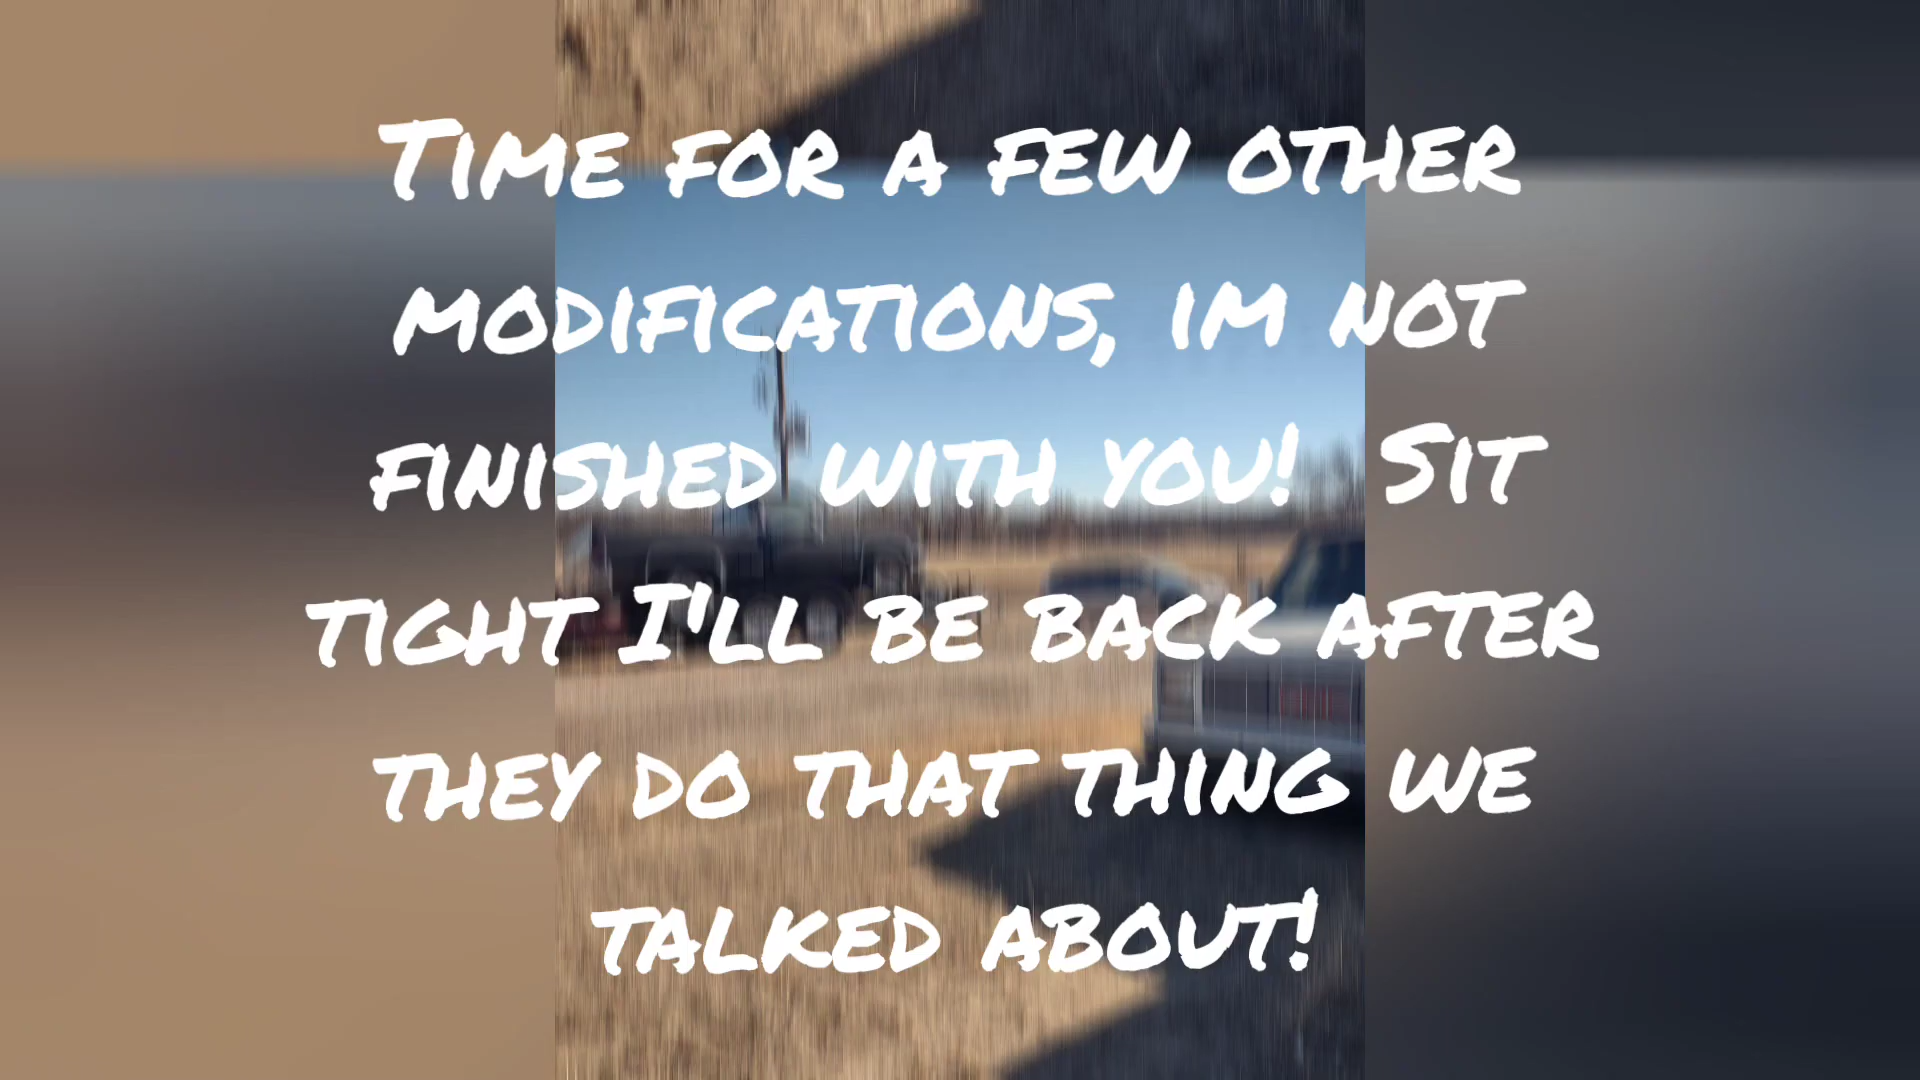 Time for a few other
modifications, im not
finished with you!  Sit
tight I'll be back after
they do that thing we
talked about!